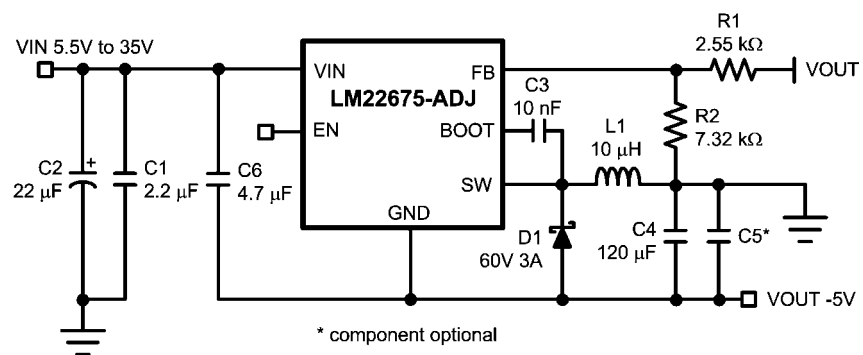 VIN 5.5V to 35V
R1
2.55 kΩ
VOUT
VIN
FB
LM22675-ADJ
C3
10 nF
EN
BOOT
R2
7.32 kΩ
L1
10 μH
C2
22 μF
+
C1
2.2 μF
C6
4.7 μF
SW
GND
D1
60V 3A
C4
120 μF
C5*
VOUT -5V
* component optional